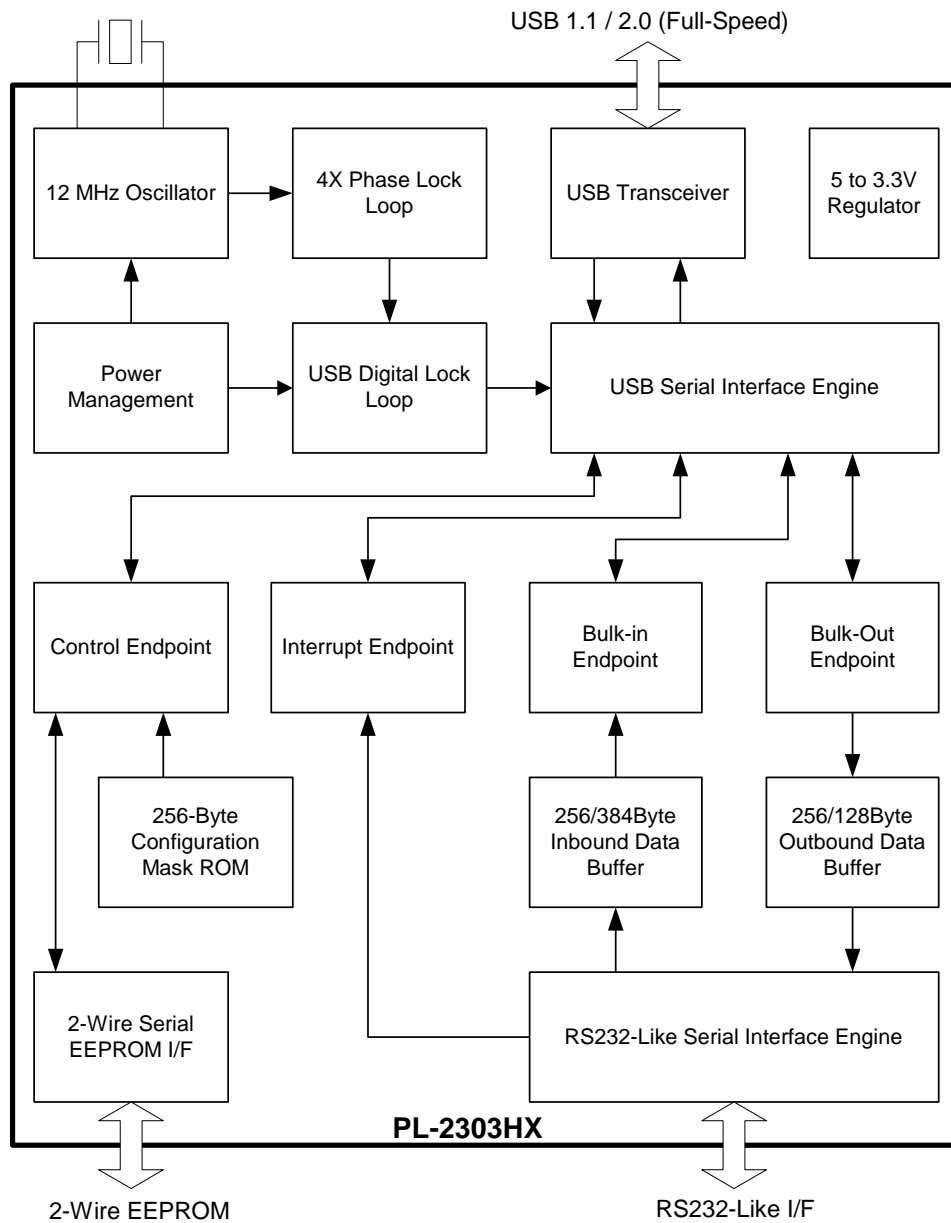 USB 1.1 / 2.0 (Full-Speed)
12 MHz Oscillator
4X Phase Lock
Loop
USB Transceiver
5 to 3.3V
Regulator
Power
Management
USB Digital Lock
Loop
USB Serial Interface Engine
Control Endpoint
Interrupt Endpoint
Bulk-in
Endpoint
Bulk-Out
Endpoint
256-Byte
Configuration
Mask ROM
256/384Byte
Inbound Data
Buffer
256/128Byte
Outbound Data
Buffer
2-Wire Serial
EEPROM I/F
RS232-Like Serial Interface Engine
PL-2303HX
2-Wire EEPROM
RS232-Like I/F